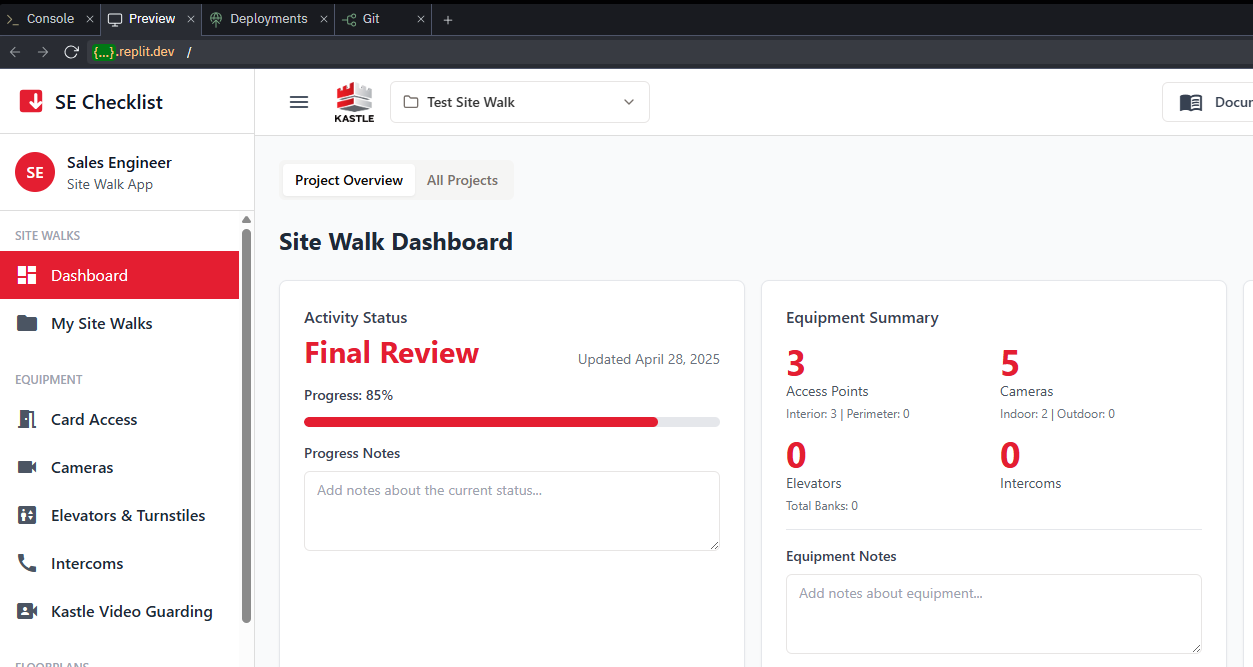 Console
Preview
Deployments
Git
{...}.replit.dev /
SE Checklist
KASTLE
Test Site Walk
SE
Sales Engineer
Site Walk App
Project Overview
All Projects
SITE WALKS
Dashboard
My Site Walks
EQUIPMENT
Card Access
Cameras
Elevators & Turnstiles
Intercoms
Kastle Video Guarding
FLOORPLANS
Site Walk Dashboard
Activity Status
Final Review
Updated April 28, 2025
Progress: 85%
Progress Notes
Add notes about the current status...
Equipment Summary
3
Access Points
Interior: 3 | Perimeter: 0
5
Cameras
Indoor: 2 | Outdoor: 0
0
Elevators
Total Banks: 0
0
Intercoms
Equipment Notes
Add notes about equipment...